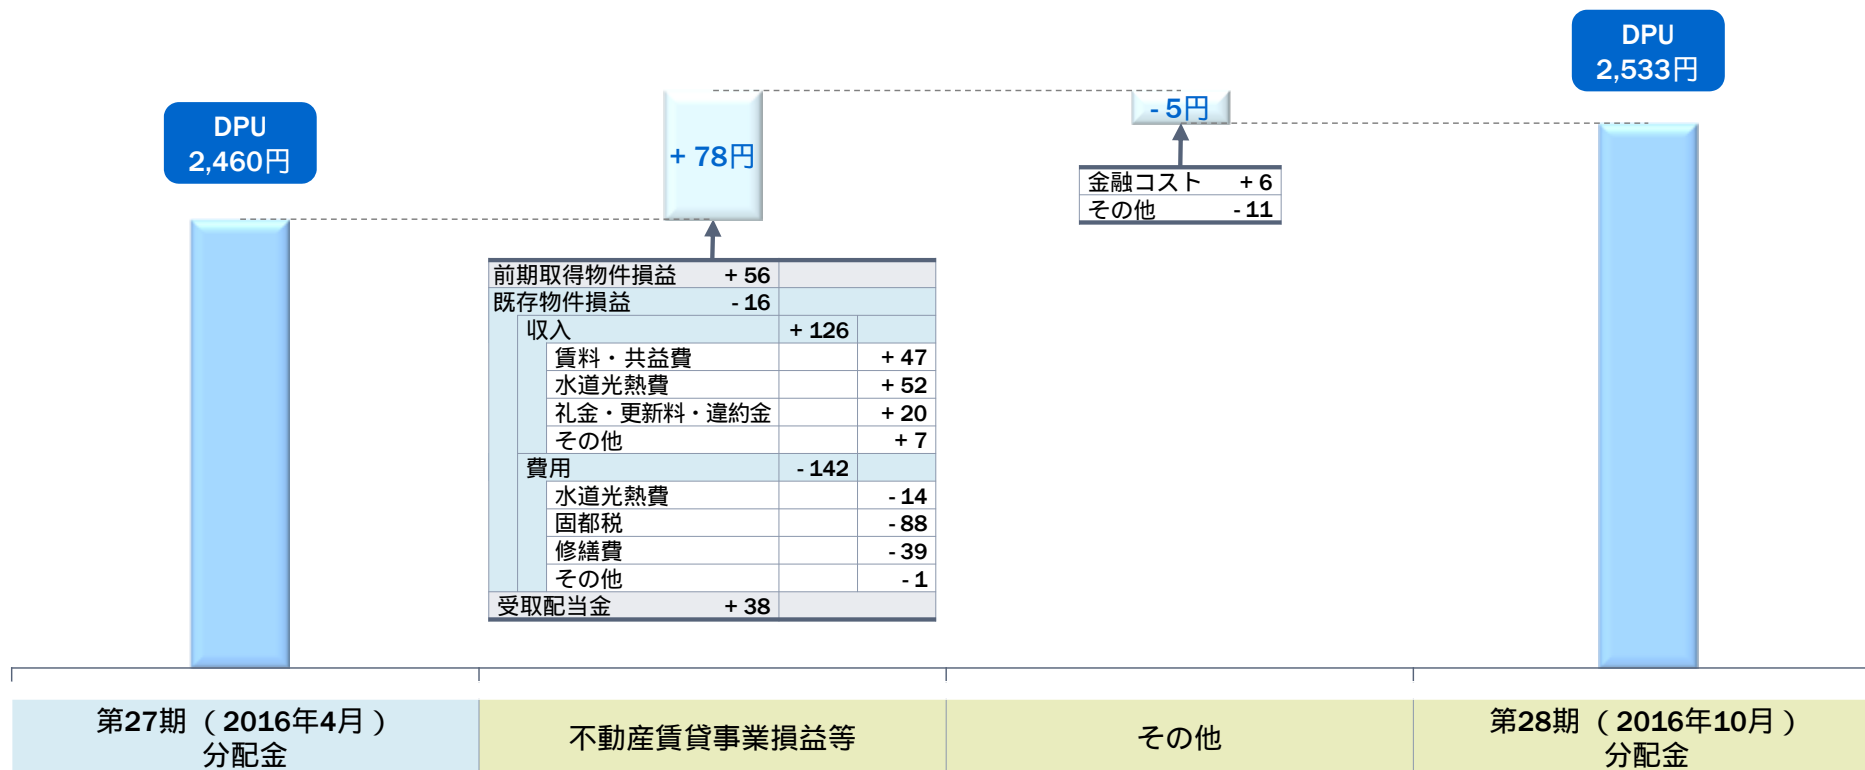 DPU
2,460円
+ 78円
- 5円
DPU
2,533円
金融コスト + 6
その他 - 11
前期取得物件損益 + 56
既存物件損益 - 16
収入 + 126
賃料・共益費 + 47
水道光熱費 + 52
礼金・更新料・違約金 + 20
その他 + 7
費用 - 142
水道光熱費 - 14
固都税 - 88
修繕費 - 39
その他 - 1
受取配当金 + 38
第27期 （ 2016年4月 ）
分配金
不動産賃貸事業損益等
その他
第28期 （ 2016年10月 ）
分配金